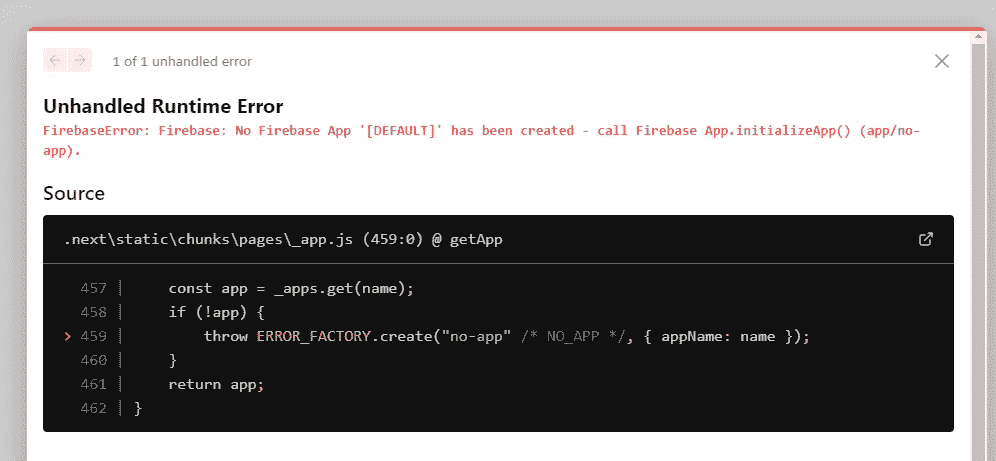 1 of 1 unhandled error
Unhandled Runtime Error
FirebaseError: Firebase: No Firebase App '[DEFAULT]' has been created - call Firebase App.initializeApp() (app/no-
app).
Source
.next\static\chunks\pages\_app.js (459:0) @ getApp
457 |     const app = _apps.get(name);
458 |     if (!app) {
> 459 |         throw ERROR_FACTORY.create("no-app" /* NO_APP */, { appName: name });
460 |     }
461 |     return app;
462 | }